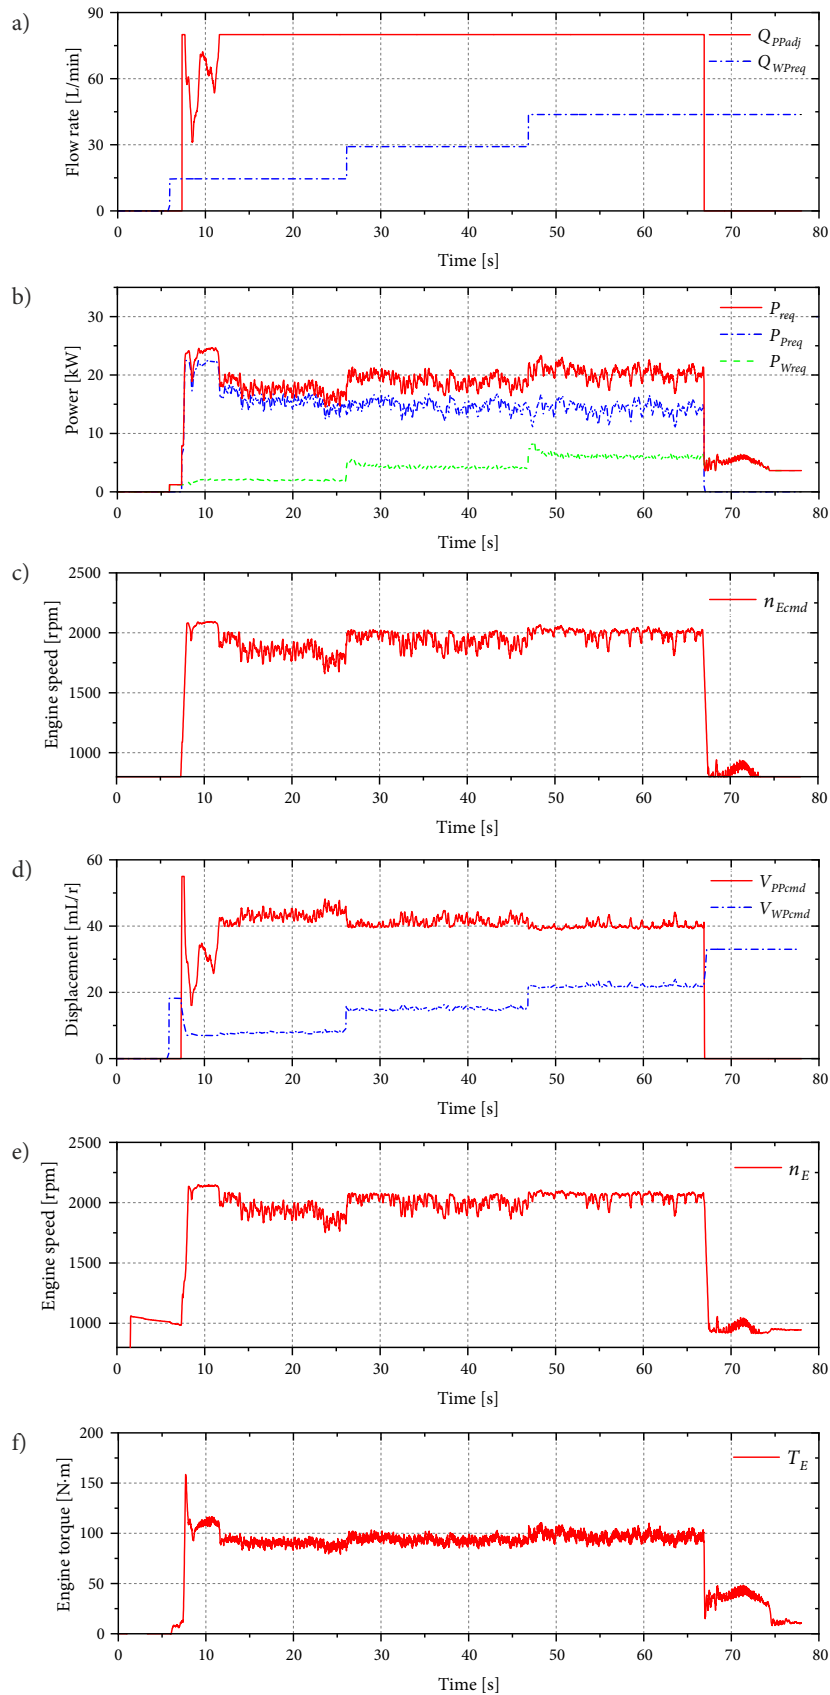 a)
Flow rate [L/min]
90
60
30
0
Q_PPadj
Q_WPreq
0 10 20 30 40 50 60 70 80
Time [s]
b)
Power [kW]
30
20
10
0
P_req
P_Preq
P_Wreq
0 10 20 30 40 50 60 70 80
Time [s]
c)
Engine speed [rpm]
2500
2000
1500
1000
n_Ecmd
0 10 20 30 40 50 60 70 80
Time [s]
d)
Displacement [mL/r]
60
40
20
0
V_PPcmd
V_WPcmd
0 10 20 30 40 50 60 70 80
Time [s]
e)
Engine speed [rpm]
2500
2000
1500
1000
n_E
0 10 20 30 40 50 60 70 80
Time [s]
f)
Engine torque [N·m]
200
150
100
50
0
T_E
0 10 20 30 40 50 60 70 80
Time [s]